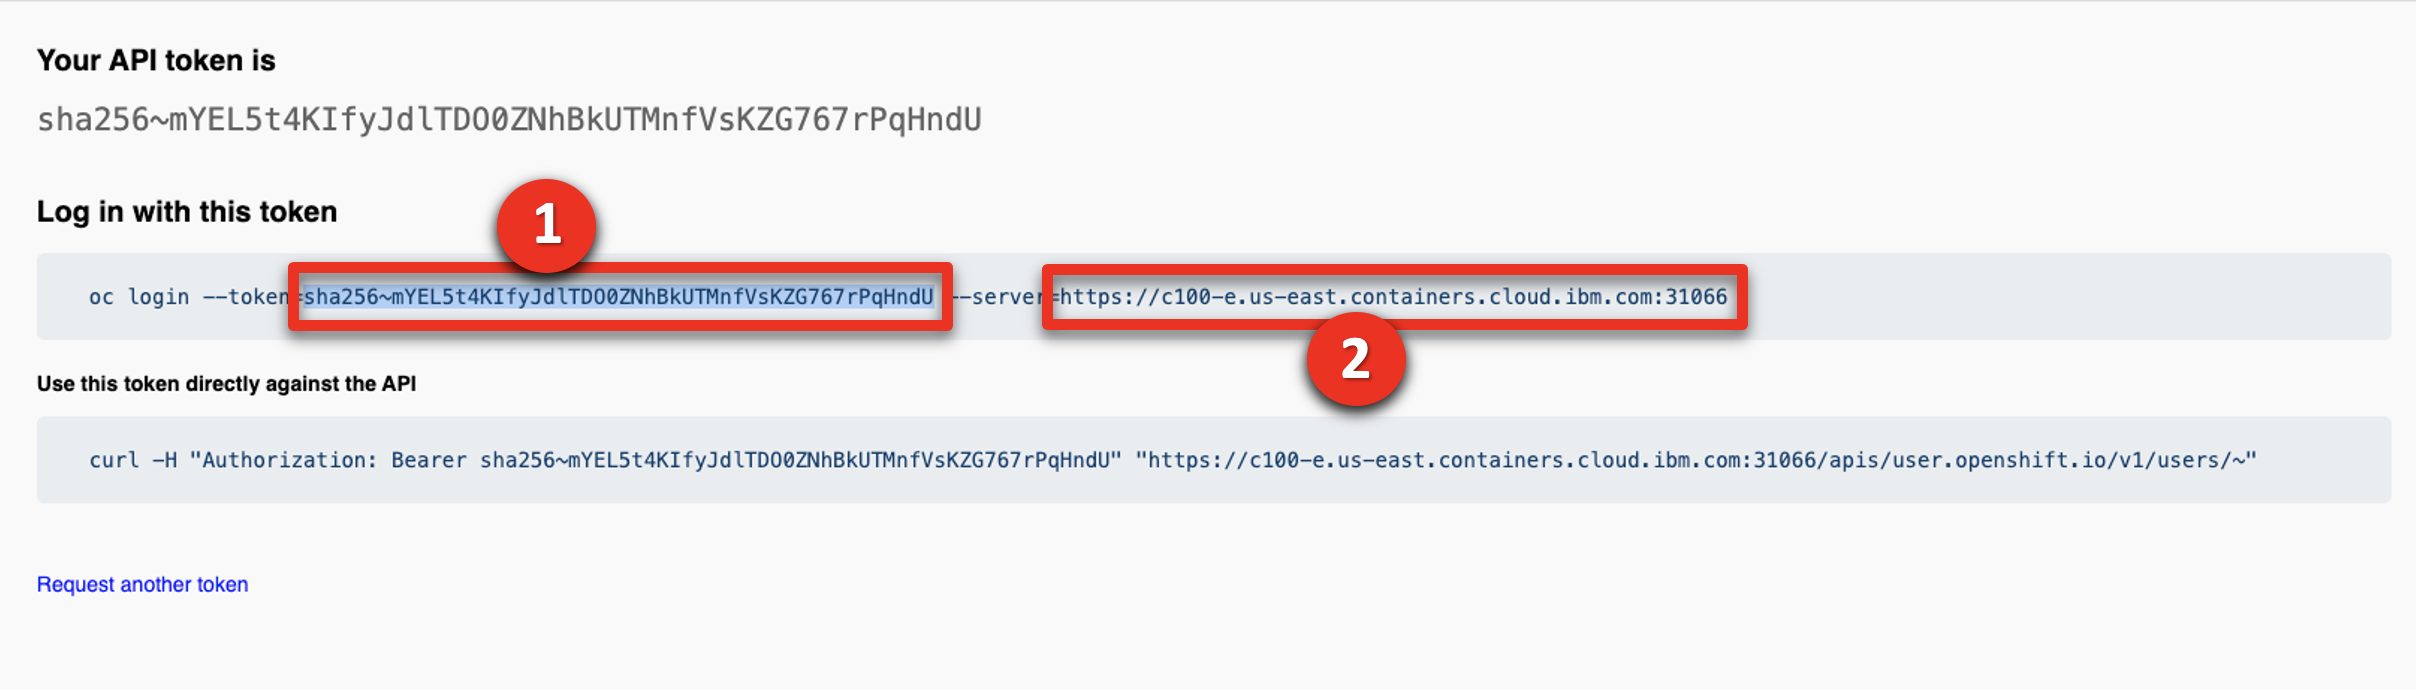 Your API token is
sha256~mYEL5t4KIfyJdlTDO0ZNhBkUTMnfVsKZG767rPqHndU
Log in with this token
1
oc login --token=sha256~mYEL5t4KIfyJdlTDO0ZNhBkUTMnfVsKZG767rPqHndU --server=https://c100-e.us-east.containers.cloud.ibm.com:31066
2
Use this token directly against the API
curl -H "Authorization: Bearer sha256~mYEL5t4KIfyJdlTDO0ZNhBkUTMnfVsKZG767rPqHndU" "https://c100-e.us-east.containers.cloud.ibm.com:31066/apis/user.openshift.io/v1/users/~"
Request another token